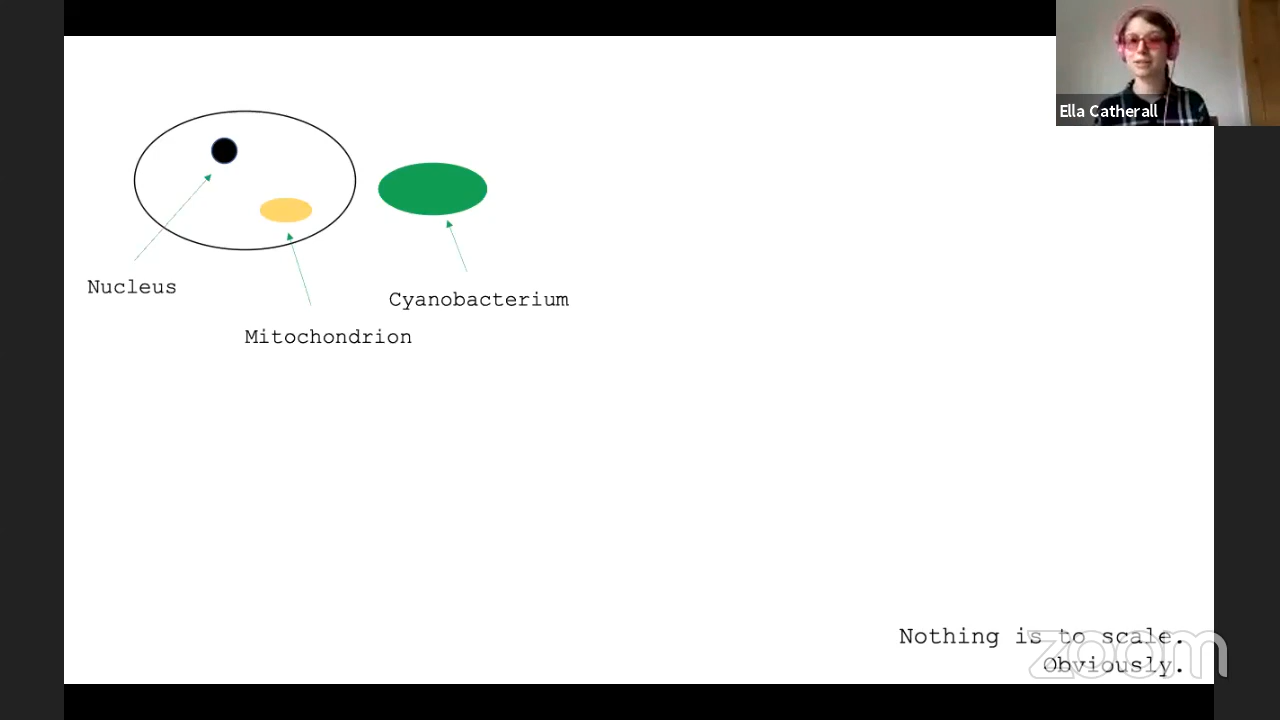 Ella Catherall
Nucleus
Cyanobacterium
Mitochondrion
Nothing is to scale.
Obviously.
zoom